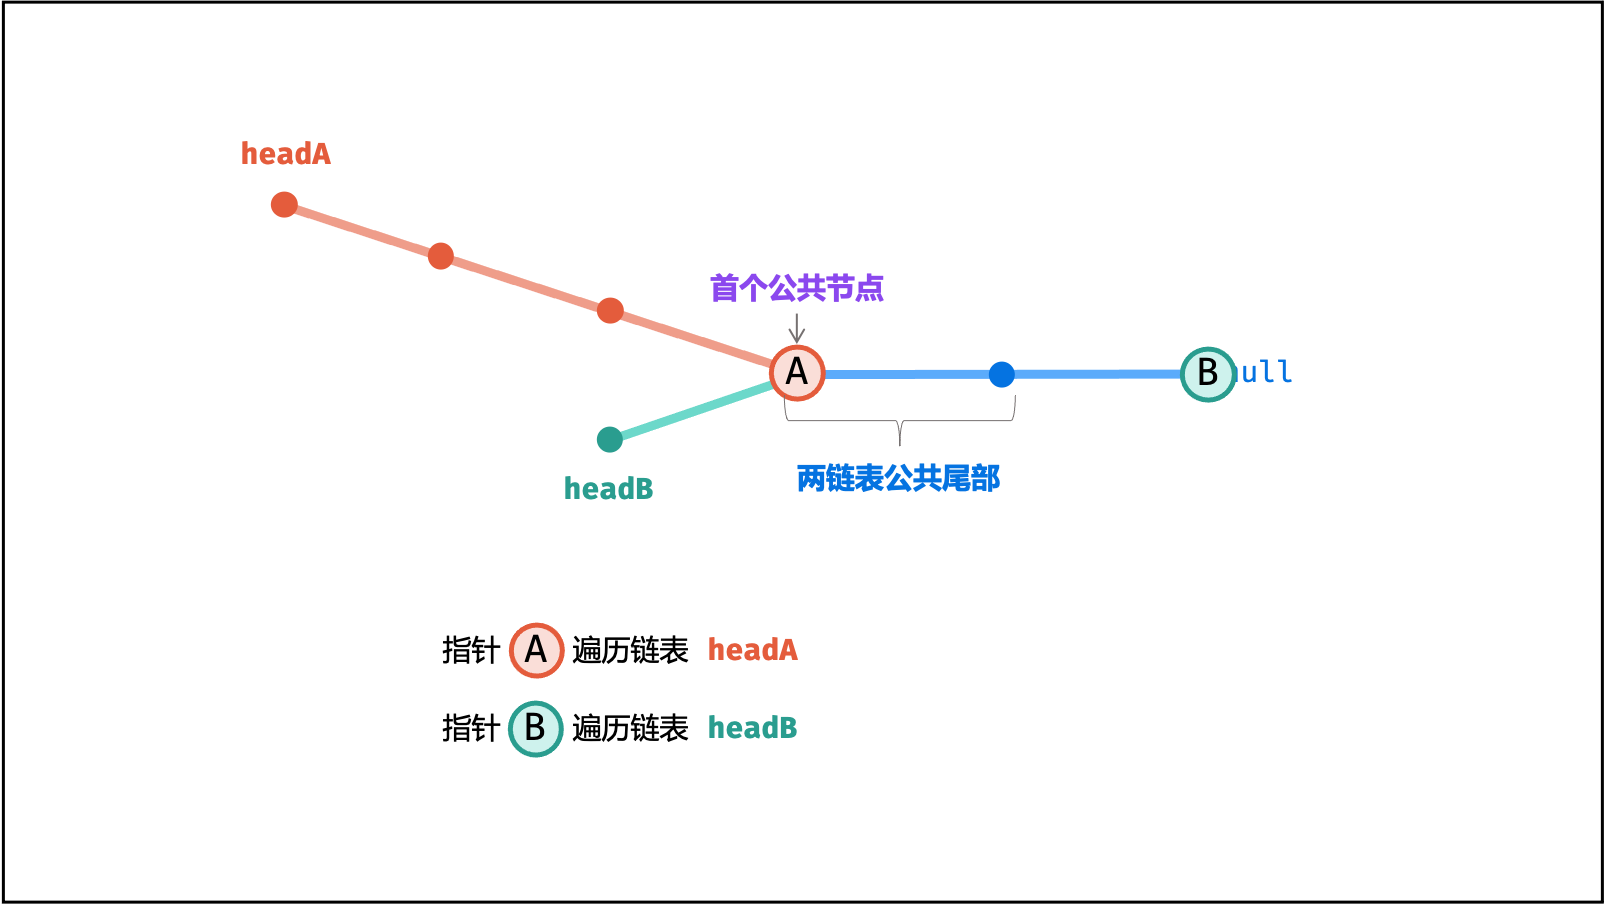 headA
首个公共节点
A
B
null
headB
两链表公共尾部
指针 A 遍历链表 headA
指针 B 遍历链表 headB